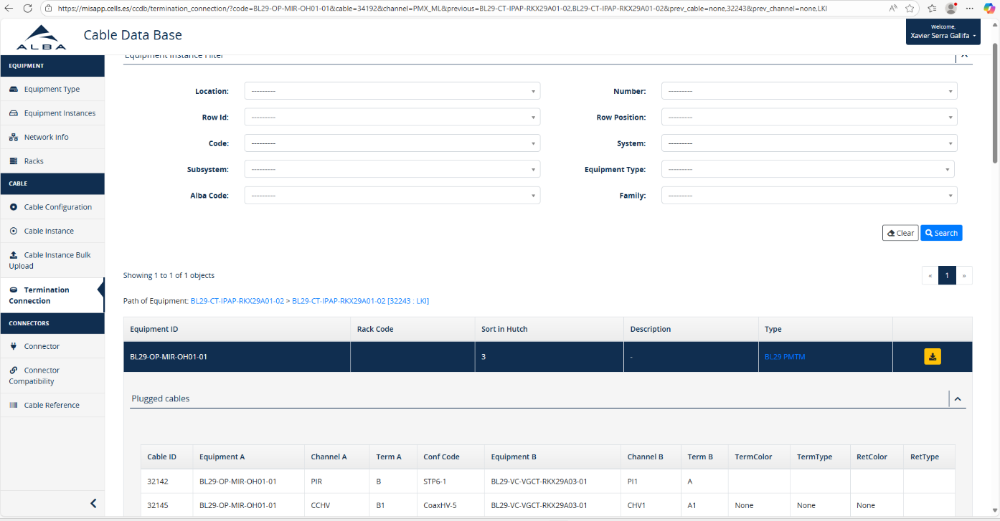 https://misapp.cells.es/ccdb/termination_connection/?code=BL29-OP-MIR-OH01-01&cable=34192&channel=PMX_ML&previous=BL29-CT-IPAP-RKX29A01-02,BL29-CT-IPAP-RKX29A01-02&prev_cable=none,32243&prev_channel=none,LKI
ALBA
Cable Data Base
Welcome,
Xavier Serra Gallifa
EQUIPMENT
Equipment Type
Equipment Instances
Network Info
Racks
CABLE
Cable Configuration
Cable Instance
Cable Instance Bulk
Upload
Termination
Connection
CONNECTORS
Connector
Connector
Compatibility
Cable Reference
Equipment Instance Filter
Location: --------- Number: ---------
Row Id: --------- Row Position: ---------
Code: --------- System: ---------
Subsystem: --------- Equipment Type: ---------
Alba Code: --------- Family: ---------
Clear Search
Showing 1 to 1 of 1 objects « 1 »
Path of Equipment: BL29-CT-IPAP-RKX29A01-02 > BL29-CT-IPAP-RKX29A01-02 [32243 : LKI]
Equipment ID Rack Code Sort in Hutch Description Type
BL29-OP-MIR-OH01-01 3 - BL29 PMTM
Plugged cables
Cable ID Equipment A Channel A Term A Conf Code Equipment B Channel B Term B TermColor TermType RetColor RetType
32142 BL29-OP-MIR-OH01-01 PIR B STP6-1 BL29-VC-VGCT-RKX29A03-01 PI1 A
32145 BL29-OP-MIR-OH01-01 CCHV B1 CoaxHV-5 BL29-VC-VGCT-RKX29A03-01 CHV1 A1 None None None